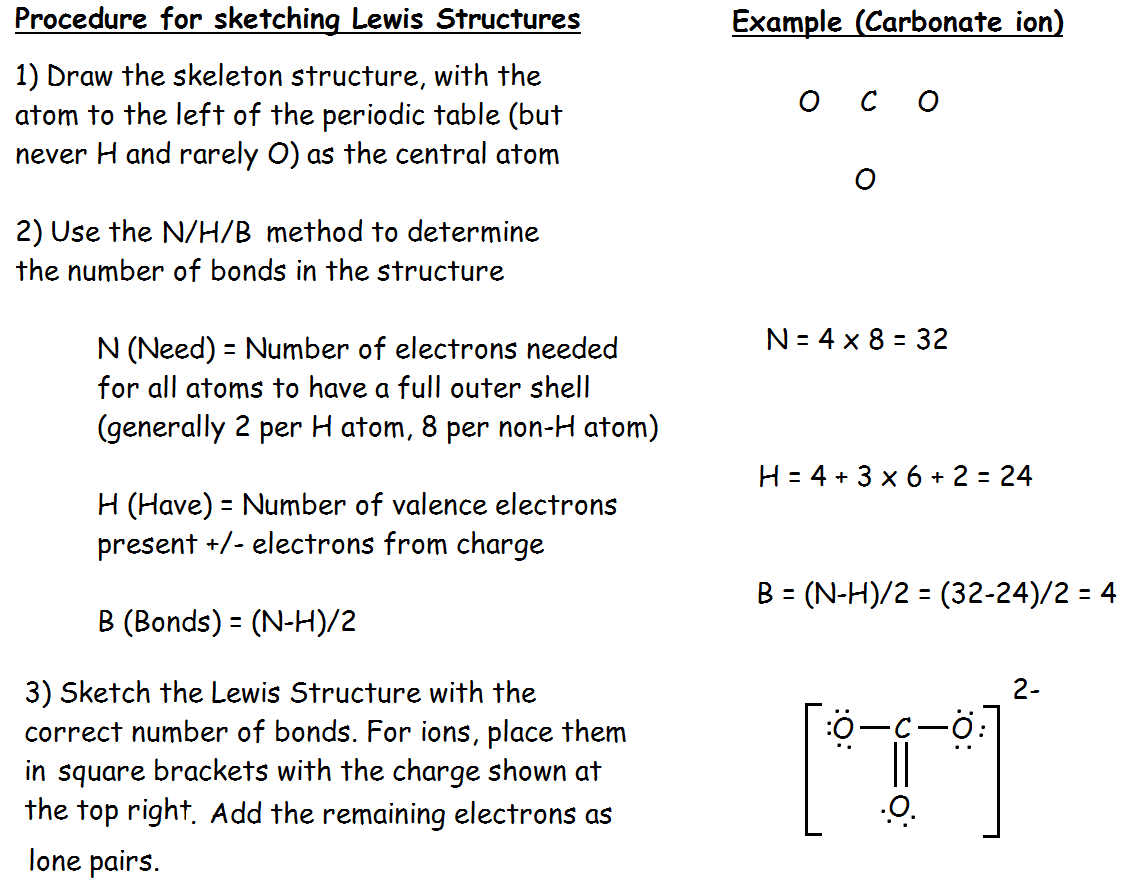 Procedure for sketching Lewis Structures
Example (Carbonate ion)
1) Draw the skeleton structure, with the
atom to the left of the periodic table (but
never H and rarely O) as the central atom
O C O
O
2) Use the N/H/B method to determine
the number of bonds in the structure
N (Need) = Number of electrons needed
for all atoms to have a full outer shell
(generally 2 per H atom, 8 per non-H atom)
N = 4 x 8 = 32
H (Have) = Number of valence electrons
present +/- electrons from charge
H = 4 + 3 x 6 + 2 = 24
B (Bonds) = (N-H)/2
B = (N-H)/2 = (32-24)/2 = 4
3) Sketch the Lewis Structure with the
correct number of bonds. For ions, place them
in square brackets with the charge shown at
the top right. Add the remaining electrons as
lone pairs.
2-
O C O
O